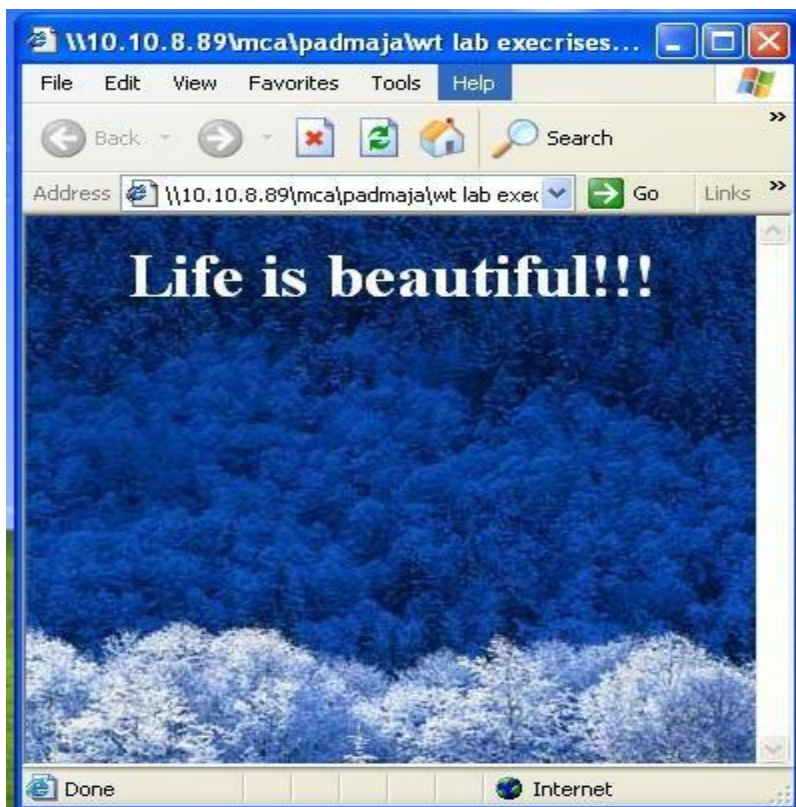 \\10.10.8.89\mca\padmaja\wt lab execrises...
File Edit View Favorites Tools Help
Back Search »
Address \\10.10.8.89\mca\padmaja\wt lab exec Go Links »
Life is beautiful!!!
Done Internet